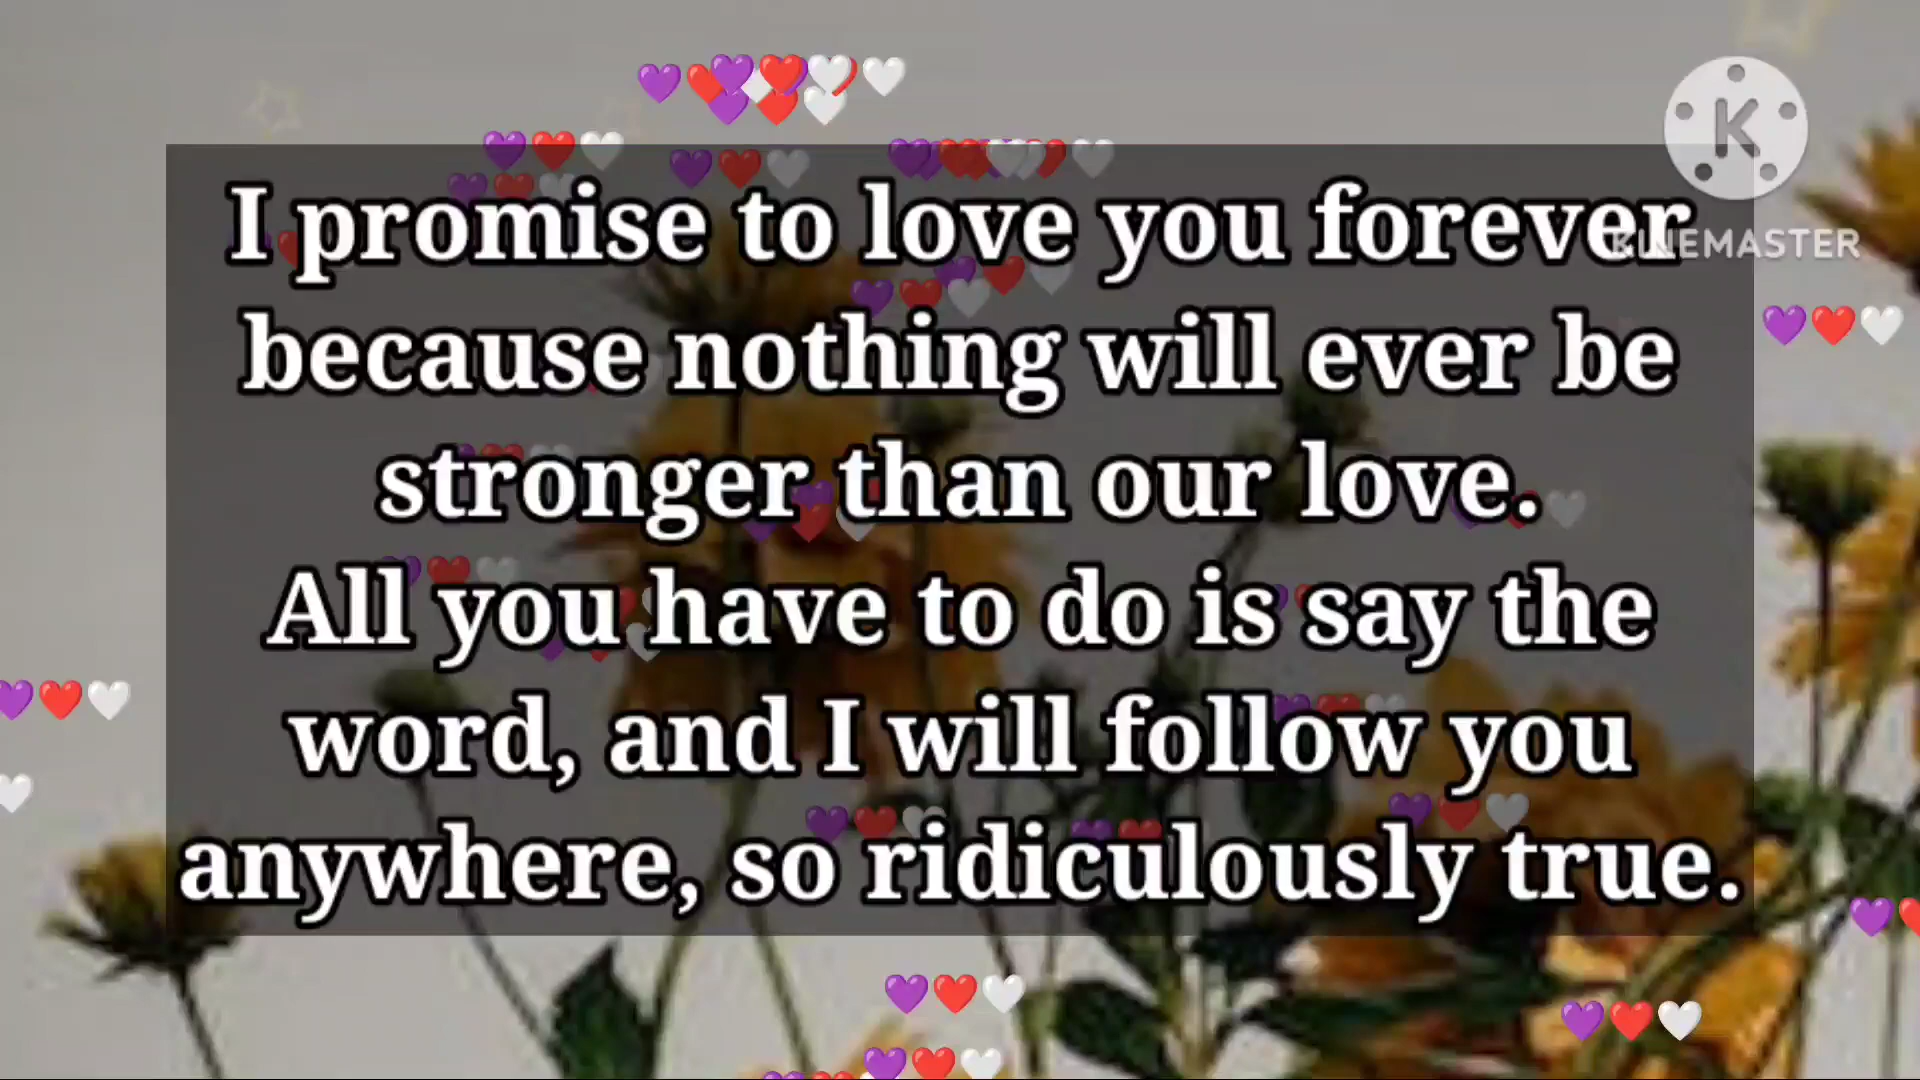 I promise to love you forever
because nothing will ever be
stronger than our love.
All you have to do is say the
word, and I will follow you
anywhere, so ridiculously true.
K
KINEMASTER